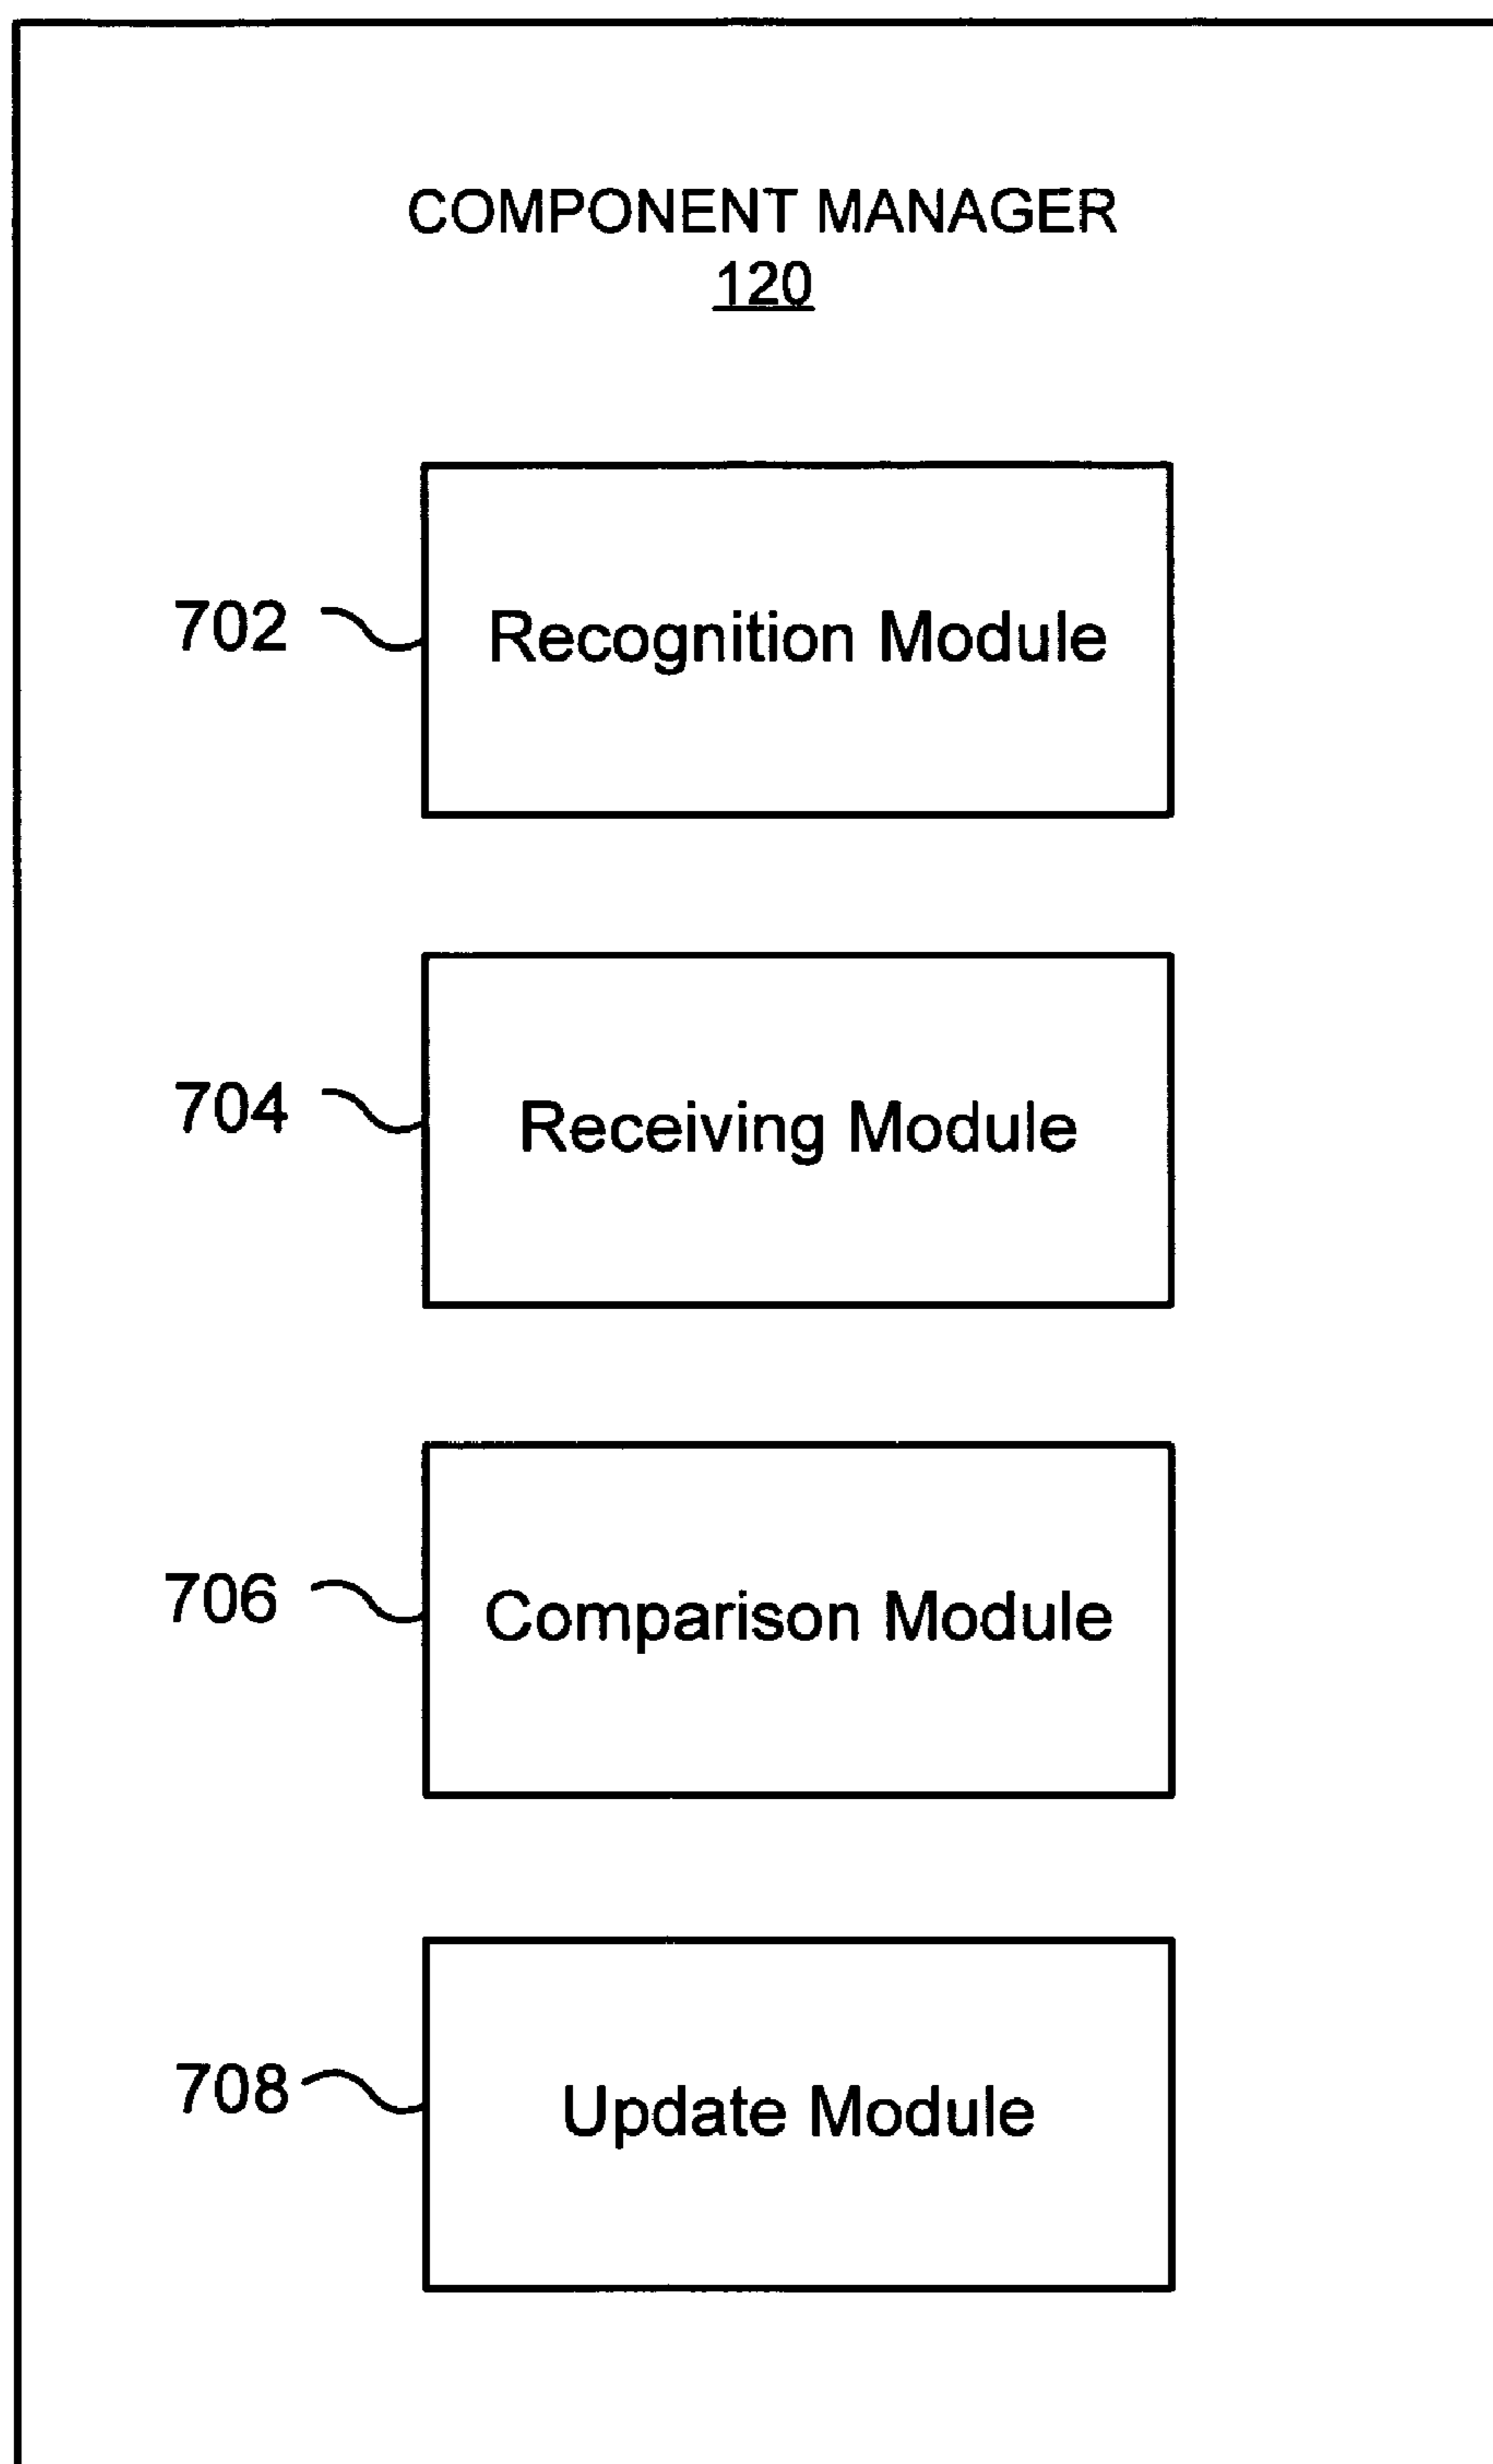 COMPONENT MANAGER
120
702 Recognition Module
704 Receiving Module
706 Comparison Module
708 Update Module